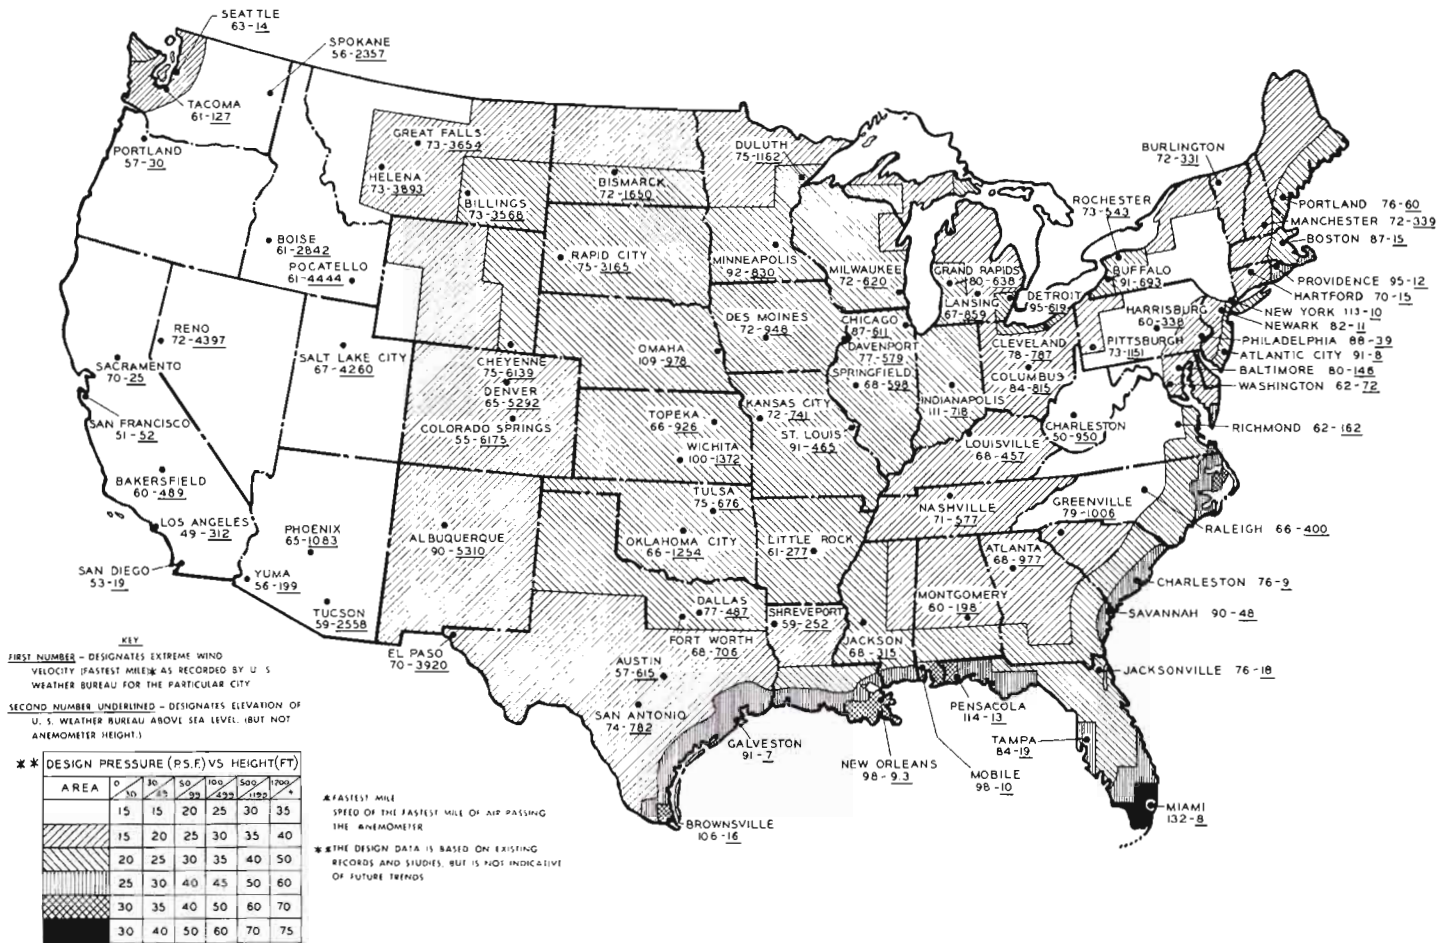 SEATTLE
63-14
SPOKANE
56-2357
TACOMA
61-127
PORTLAND
57-30
GREAT FALLS
73-3654
HELENA
73-3893
BILLINGS
73-3568
BISMARCK
72-1650
DULUTH
75-1162
BURLINGTON
72-331
ROCHESTER
73-543
PORTLAND 76-60
MANCHESTER 72-339
BOSTON 87-15
BOISE
61-2842
POCATELLO
61-4444
RAPID CITY
75-3165
MINNEAPOLIS
92-830
MILWAUKEE
72-620
GRAND RAPIDS
80-638
LANSING
67-859
DETROIT
95-619
BUFFALO
91-693
PROVIDENCE 95-12
HARTFORD 70-15
NEW YORK 113-10
NEWARK 82-11
PHILADELPHIA 88-39
ATLANTIC CITY 91-8
BALTIMORE 80-146
WASHINGTON 62-72
RENO
72-4397
SACRAMENTO
70-25
SALT LAKE CITY
67-4260
CHEYENNE
75-6139
DENVER
65-5292
COLORADO SPRINGS
55-6175
OMAHA
109-978
DES MOINES
72-948
CHICAGO
87-611
DAVENPORT
77-579
SPRINGFIELD
68-598
INDIANAPOLIS
111-718
CLEVELAND
78-787
COLUMBUS
84-815
PITTSBURGH
73-1151
HARRISBURG
60-338
SAN FRANCISCO
51-52
BAKERSFIELD
60-489
LOS ANGELES
49-312
SAN DIEGO
53-19
PHOENIX
65-1083
YUMA
56-199
TUCSON
59-2558
ALBUQUERQUE
90-5310
EL PASO
70-3920
TOPEKA
66-926
WICHITA
100-1372
KANSAS CITY
72-741
ST. LOUIS
91-465
LOUISVILLE
68-457
CHARLESTON
50-950
RICHMOND 62-162
TULSA
75-676
OKLAHOMA CITY
66-1254
LITTLE ROCK
61-277
NASHVILLE
71-577
GREENVILLE
79-1006
RALEIGH 66-400
ATLANTA
68-977
CHARLESTON 76-9
SAVANNAH 90-48
DALLAS
77-487
FORT WORTH
68-706
SHREVEPORT
59-252
JACKSON
68-315
MONTGOMERY
60-198
JACKSONVILLE 76-18
AUSTIN
57-615
SAN ANTONIO
74-782
GALVESTON
91-7
NEW ORLEANS
98-9.3
PENSACOLA
114-13
MOBILE
98-10
TAMPA
84-19
MIAMI
132-8
BROWNSVILLE
106-16
KEY
FIRST NUMBER - DESIGNATES EXTREME WIND
VELOCITY (FASTEST MILE)* AS RECORDED BY U S
WEATHER BUREAU FOR THE PARTICULAR CITY
SECOND NUMBER UNDERLINED - DESIGNATES ELEVATION OF
U. S. WEATHER BUREAU ABOVE SEA LEVEL. (BUT NOT
ANEMOMETER HEIGHT.)
** DESIGN PRESSURE (P.S.F.) VS HEIGHT (FT)
AREA 0/30 30/49 50/99 100/499 500/1199 1200/+
15 15 20 25 30 35
15 20 25 30 35 40
20 25 30 35 40 50
25 30 40 45 50 60
30 35 40 50 60 70
30 40 50 60 70 75
* FASTEST MILE
SPEED OF THE FASTEST MILE OF AIR PASSING
THE ANEMOMETER
** THE DESIGN DATA IS BASED ON EXISTING
RECORDS AND STUDIES, BUT IS NOT INDICATIVE
OF FUTURE TRENDS